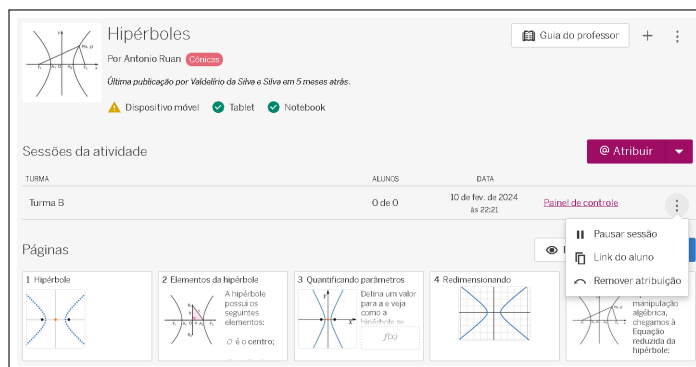 Hipérboles
Guia do professor
Por Antonio Ruan Cônicas
Última publicação por Valdelírio da Silva e Silva em 5 meses atrás.
Dispositivo móvel Tablet Notebook
Sessões da atividade
@ Atribuir
TURMA ALUNOS DATA
Turma B 0 de 0 10 de fev. de 2024 Painel de controle
às 22:21
Pausar sessão
Link do aluno
Remover atribuição
Páginas
1 Hipérbole
2 Elementos da hipérbole
A hipérbole
possui os
seguintes
elementos:
O é o centro;
3 Quantificando parâmetros
Defina um valor
para a e veja
como a
hipérbole se
f(x)
4 Redimensionando
manipulação
algébrica,
chegamos à
Equação
reduzida da
hipérbole: